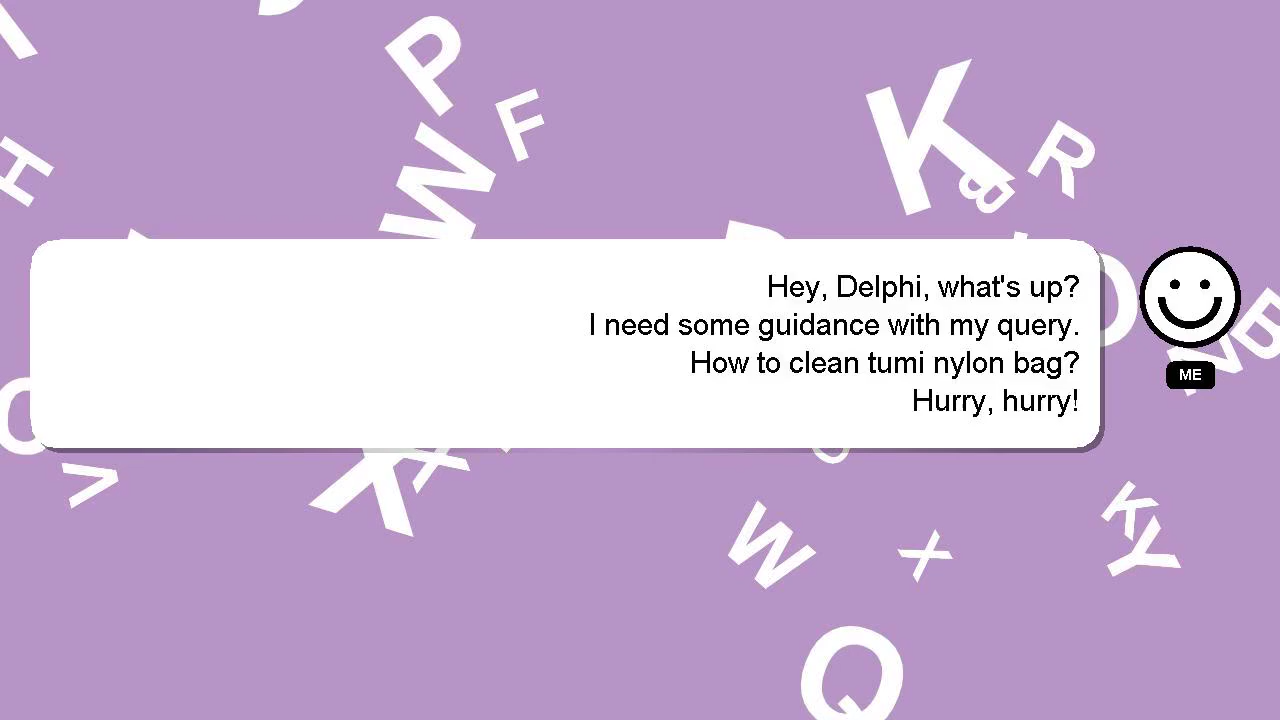 Hey, Delphi, what's up?
I need some guidance with my query.
How to clean tumi nylon bag?
Hurry, hurry!
ME